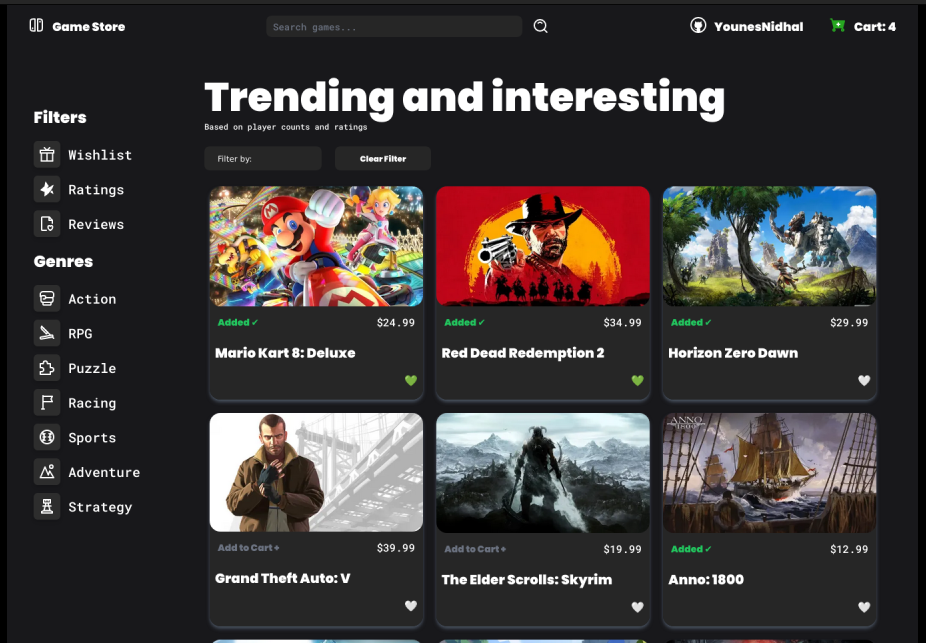 Game Store
Search games...
YounesNidhal
Cart: 4
Trending and interesting
Based on player counts and ratings
Filter by:
Clear Filter
Filters
Wishlist
Ratings
Reviews
Genres
Action
RPG
Puzzle
Racing
Sports
Adventure
Strategy
Added ✓
$24.99
Mario Kart 8: Deluxe
Added ✓
$34.99
Red Dead Redemption 2
Added ✓
$29.99
Horizon Zero Dawn
Add to Cart +
$39.99
Grand Theft Auto: V
Add to Cart +
$19.99
The Elder Scrolls: Skyrim
ANNO
1800
Added ✓
$12.99
Anno: 1800